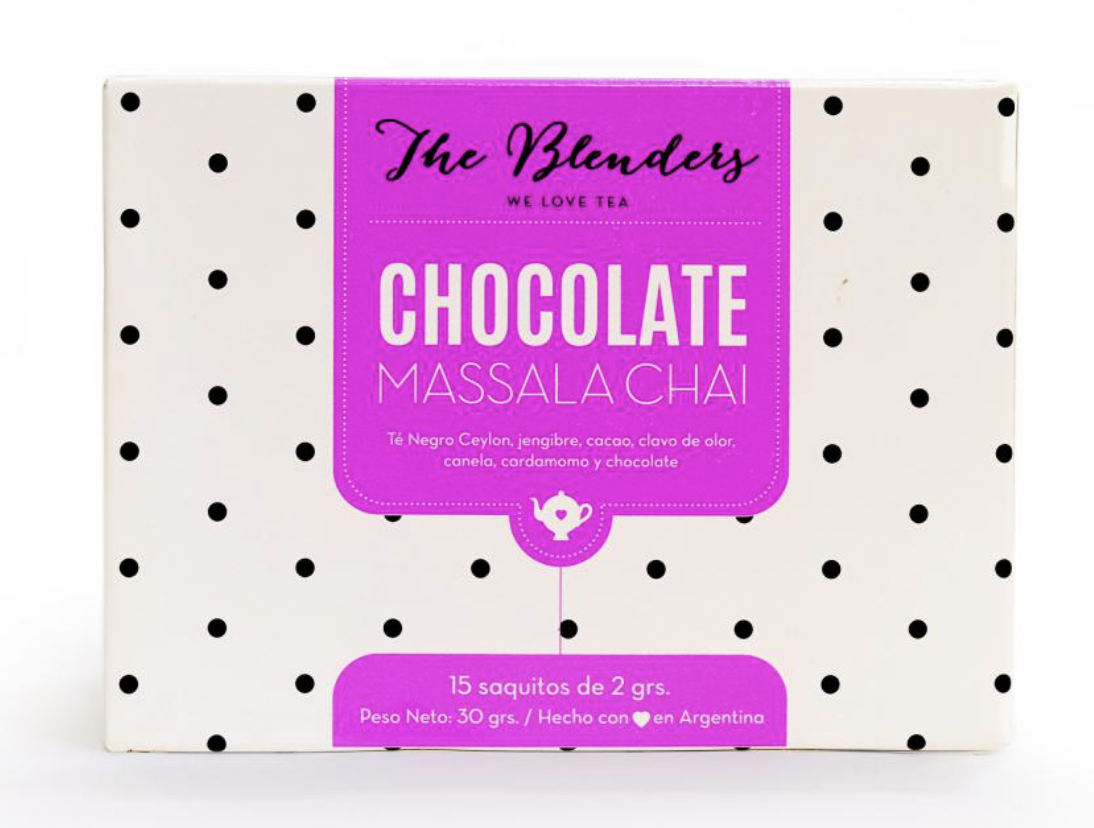 The Blenders
WE LOVE TEA
CHOCOLATE
MASSALA CHAI
Té Negro Ceylon, jengibre, cacao, clavo de olor,
canela, cardamomo y chocolate
15 saquitos de 2 grs.
Peso Neto: 30 grs. / Hecho con ♥ en Argentina